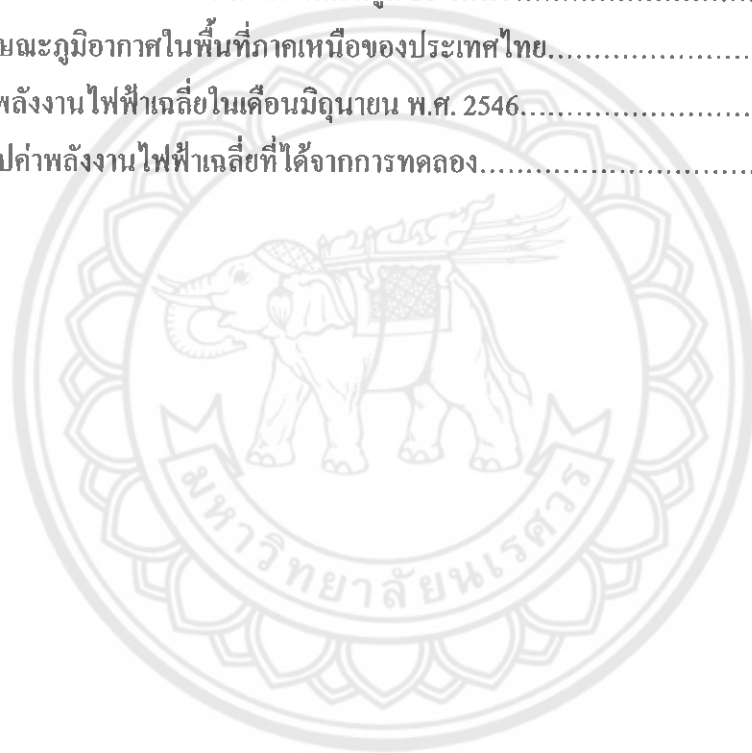 ษณะภูมิอากาศในพื้นที่ภาคเหนือของประเทศไทย......................
พลังงานไฟฟ้าเฉลี่ยในเดือนมิถุนายน พ.ศ. 2546.........................
ปค่าพลังงานไฟฟ้าเฉลี่ยที่ได้จากการทดลอง..............................
มหาวิทยาลัยนเรศวร